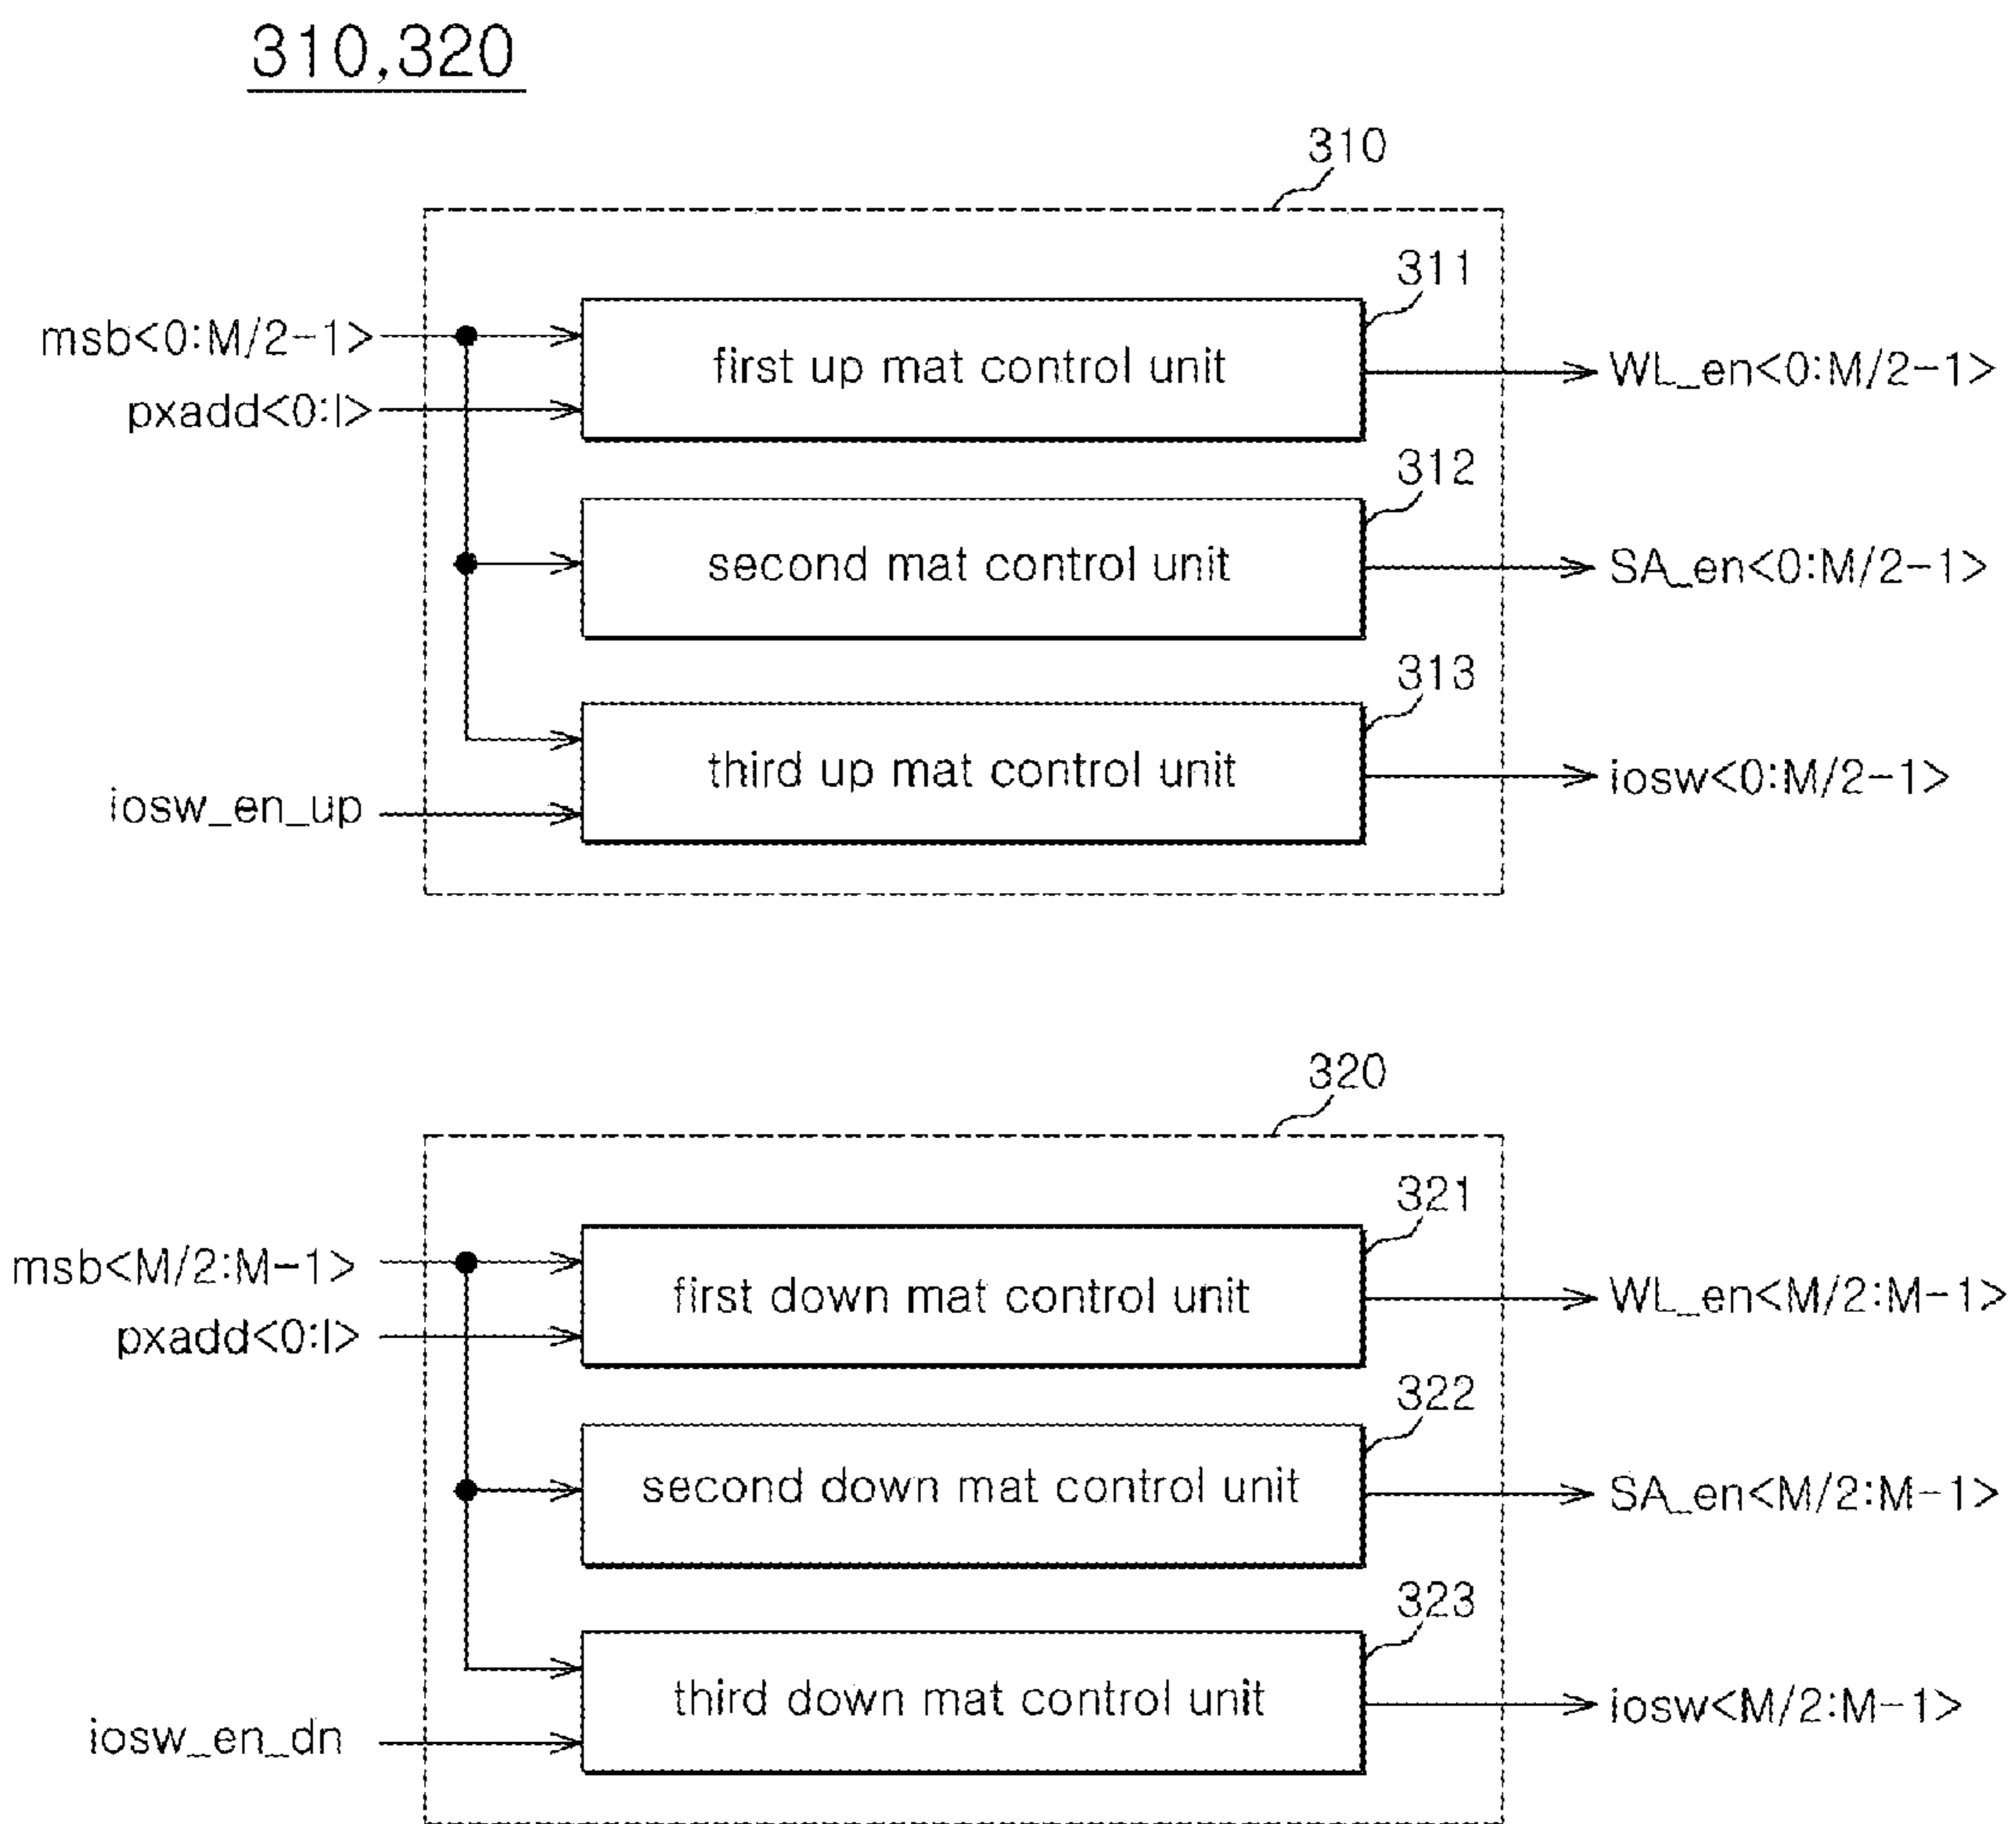 310,320
310
311
msb<0:M/2-1>
first up mat control unit
WL_en<0:M/2-1>
pxadd<0:I>
312
second mat control unit
SA_en<0:M/2-1>
313
third up mat control unit
iosw<0:M/2-1>
iosw_en_up
320
321
msb<M/2:M-1>
first down mat control unit
WL_en<M/2:M-1>
pxadd<0:I>
322
second down mat control unit
SA_en<M/2:M-1>
323
third down mat control unit
iosw<M/2:M-1>
iosw_en_dn